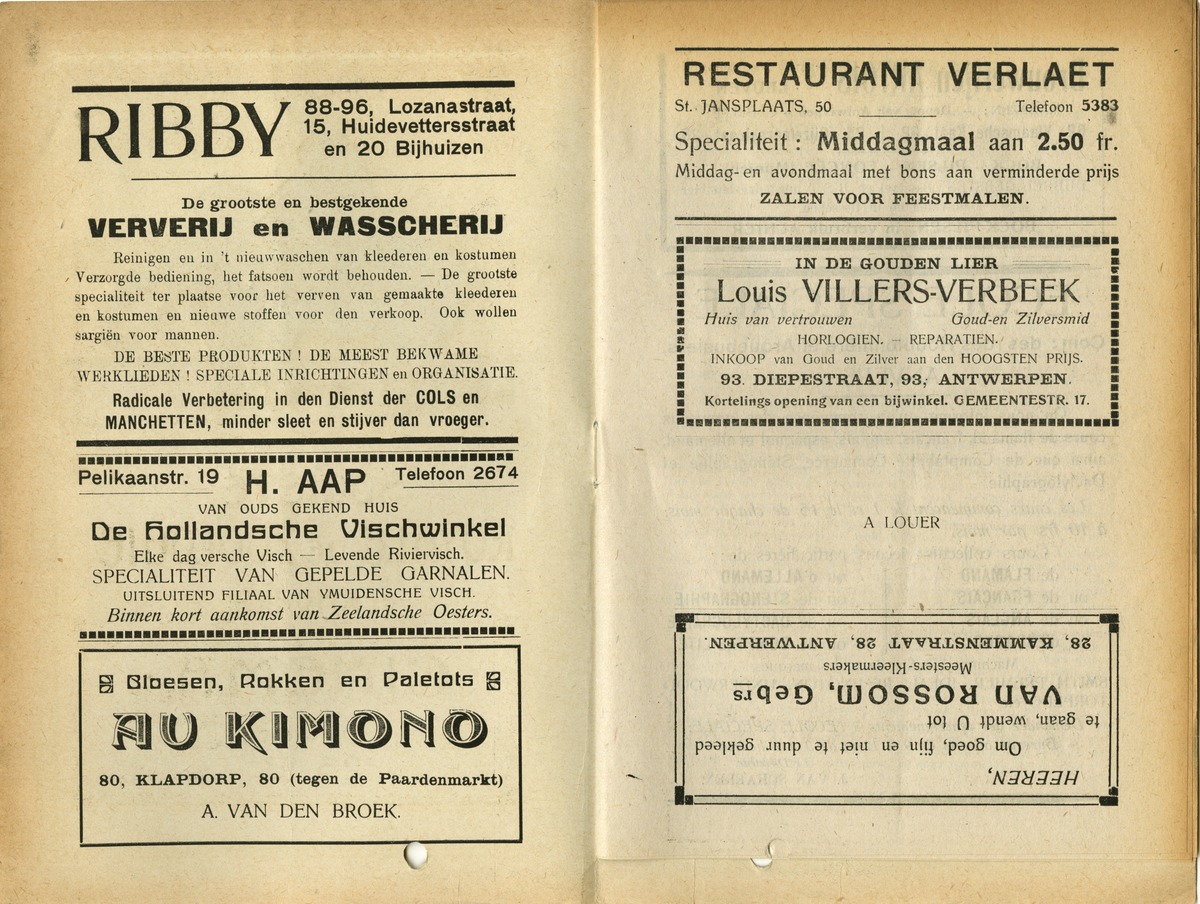 RIBBY
88-96, Lozanastraat,
15, Huidevettersstraat
en 20 Bijhuizen
De grootste en bestgekende
VERVERIJ en WASSCHERIJ
Reinigen en in 't nieuwwaschen van kleederen en kostumen
Verzorgde bediening, het fatsoen wordt behouden. — De grootste
specialiteit ter plaatse voor het verven van gemaakte kleederen
en kostumen en nieuwe stoffen voor den verkoop. Ook wollen
sargiën voor mannen.
DE BESTE PRODUKTEN ! DE MEEST BEKWAME
WERKLIEDEN ! SPECIALE INRICHTINGEN en ORGANISATIE.
Radicale Verbetering in den Dienst der COLS en
MANCHETTEN, minder sleet en stijver dan vroeger.
Pelikaanstr. 19 H. AAP Telefoon 2674
VAN OUDS GEKEND HUIS
De Hollandsche Vischwinkel
Elke dag versche Visch — Levende Riviervisch.
SPECIALITEIT VAN GEPELDE GARNALEN.
UITSLUITEND FILIAAL VAN YMUIDENSCHE VISCH.
Binnen kort aankomst van Zeelandsche Oesters.
Bloesen, Rokken en Paletots
AU KIMONO
80, KLAPDORP, 80 (tegen de Paardenmarkt)
A. VAN DEN BROEK.
RESTAURANT VERLAET
St. JANSPLAATS, 50 Telefoon 5383
Specialiteit : Middagmaal aan 2.50 fr.
Middag- en avondmaal met bons aan verminderde prijs
ZALEN VOOR FEESTMALEN.
IN DE GOUDEN LIER
Louis VILLERS-VERBEEK
Huis van vertrouwen Goud-en Zilversmid
HORLOGIEN. — REPARATIEN.
INKOOP van Goud en Zilver aan den HOOGSTEN PRIJS.
93. DIEPESTRAAT, 93, ANTWERPEN.
Kortelings opening van een bijwinkel. GEMEENTESTR. 17.
A LOUER
HEEREN,
Om goed, fijn en niet te duur gekleed
te gaan, wendt U tot
VAN ROSSOM, Gebrs
Meesters-Kleermakers
28, KAMMENSTRAAT 28, ANTWERPEN.